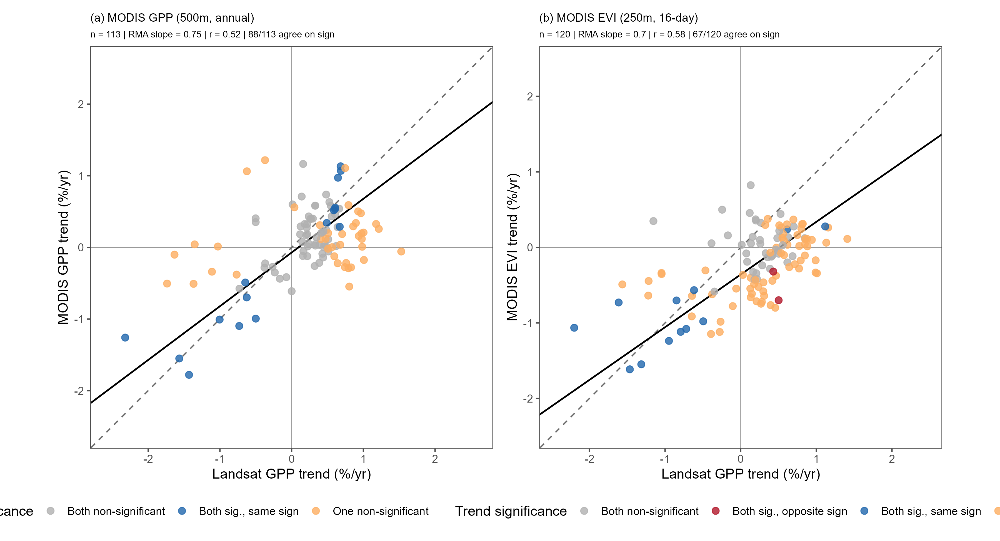 (a) MODIS GPP (500m, annual)
n = 113 | RMA slope = 0.75 | r = 0.52 | 88/113 agree on sign
MODIS GPP trend (%/yr)
2
1
0
-1
-2
-2
-1
0
1
2
Landsat GPP trend (%/yr)
(b) MODIS EVI (250m, 16-day)
n = 120 | RMA slope = 0.7 | r = 0.58 | 67/120 agree on sign
MODIS EVI trend (%/yr)
2
1
0
-1
-2
-2
-1
0
1
2
Landsat GPP trend (%/yr)
cance Both non-significant Both sig., same sign One non-significant
Trend significance Both non-significant Both sig., opposite sign Both sig., same sign